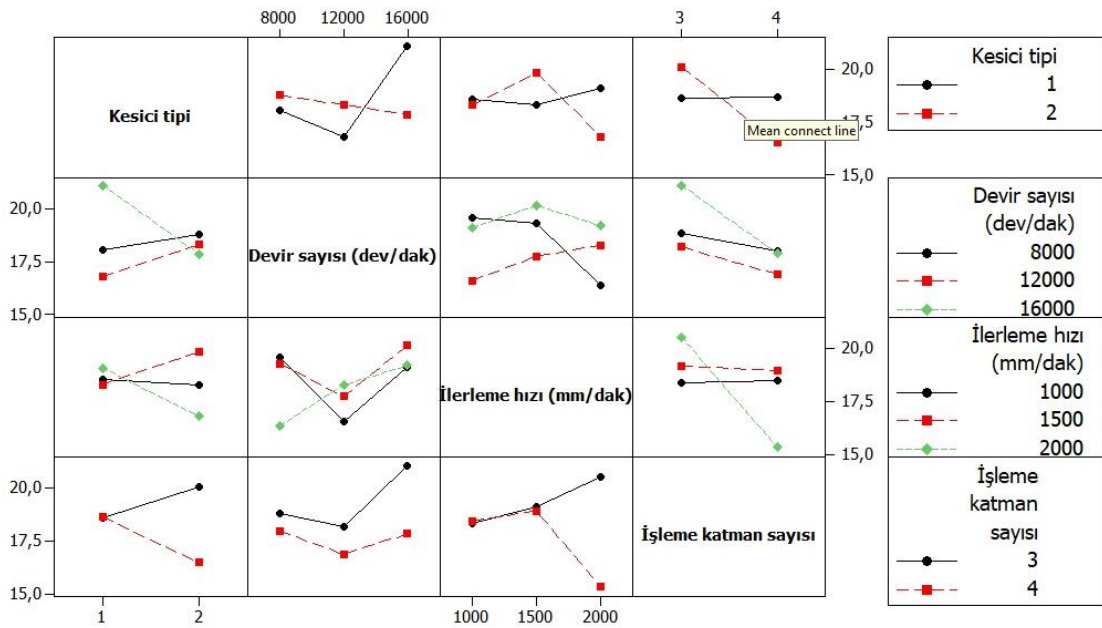 8000 12000 16000 3 4
Kesici tipi
20,0
17,5
15,0
Mean connect line
Kesici tipi
1
2
20,0
17,5
15,0
Devir sayısı (dev/dak)
Devir sayısı
(dev/dak)
8000
12000
16000
İlerleme hızı (mm/dak)
20,0
17,5
15,0
İlerleme hızı
(mm/dak)
1000
1500
2000
20,0
17,5
15,0
İşleme katman sayısı
İşleme
katman
sayısı
3
4
1 2 1000 1500 2000